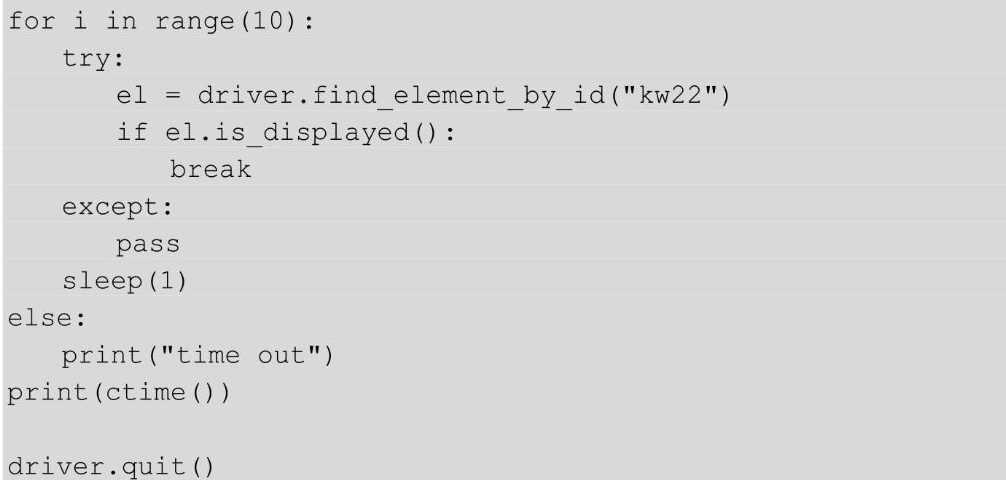 for i in range(10):
    try:
        el = driver.find_element_by_id("kw22")
        if el.is_displayed():
            break
    except:
        pass
    sleep(1)
else:
    print("time out")
print(ctime())

driver.quit()